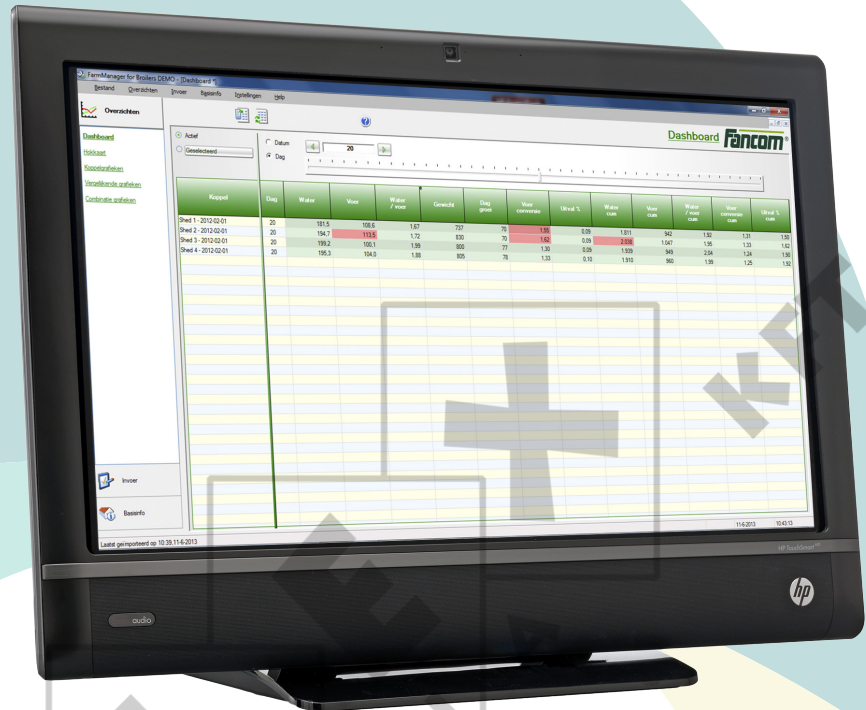 FarmManager for Broilers DEMO - [Dashboard *]
Bestand Overzichten Invoer Basisinfo Instellingen Help
Overzichten
Dashboard
Hokkaart
Koppelgrafieken
Vergelijkende grafieken
Combinatie grafieken
Actief
Geselecteerd
Datum
Dag
20
Dashboard Fancom®
Koppel Dag Water Voer Water / voer Gewicht Dag groei Voer conversie Uitval % Water cum Voer cum Water / voer cum Voer conversie cum Uitval % cum
Shed 1 - 2012-02-01 20 181,5 108,6 1,67 737 70 1,55 0,09 1.811 942 1,92 1,31 1,98
Shed 2 - 2012-02-01 20 194,7 113,5 1,72 830 70 1,62 0,09 2.038 1.047 1,95 1,33 1,62
Shed 3 - 2012-02-01 20 199,2 100,1 1,99 800 77 1,30 0,09 1.939 949 2,04 1,24 1,90
Shed 4 - 2012-02-01 20 195,3 104,0 1,88 805 78 1,33 0,10 1.910 960 1,99 1,25 1,92
Invoer
Basisinfo
Laatst geïmporteerd op 10:39,11-6-2013
11-6-2013 10:43:13
HP TouchSmart
hp
audio
KFT